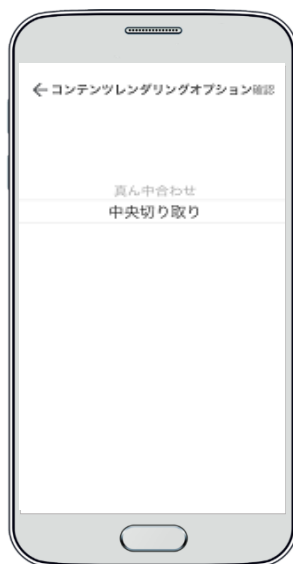 ← コンテンツレンダリングオプション確認
真ん中合わせ
中央切り取り